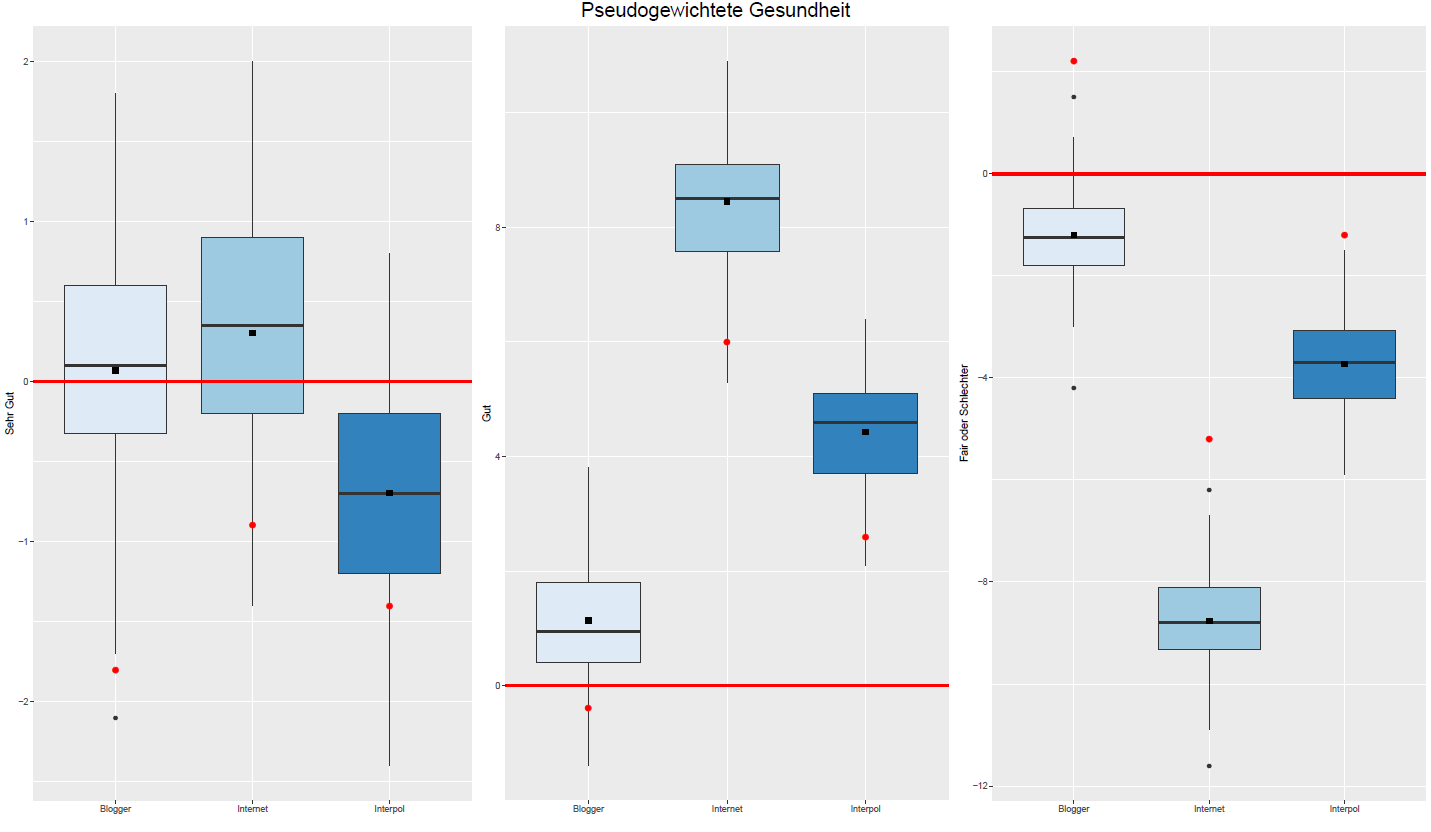 Pseudogewichtete Gesundheit
Sehr Gut
2
1
0
−1
−2
Blogger Internet Interpol
Gut
8
4
0
Blogger Internet Interpol
Fair oder Schlechter
0
−4
−8
−12
Blogger Internet Interpol